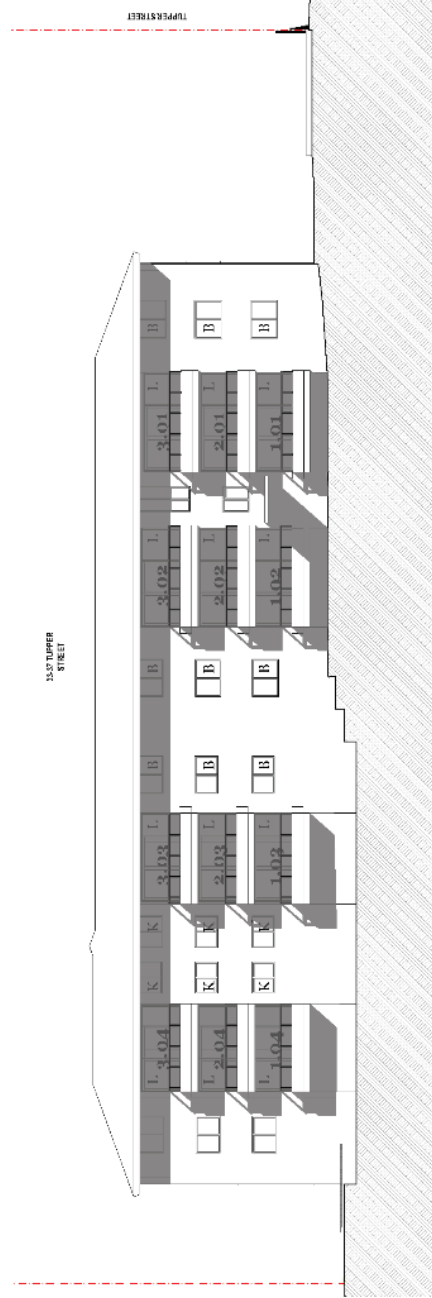 TUPPER STREET
33-37 TUPPER
STREET
L 3.04 K K 3.03 L B B 3.02 L 3.01 L B
L 2.04 K K 2.03 L B B 2.02 L 2.01 L B
L 1.04 K K 1.03 L B B 1.02 L 1.01 L B